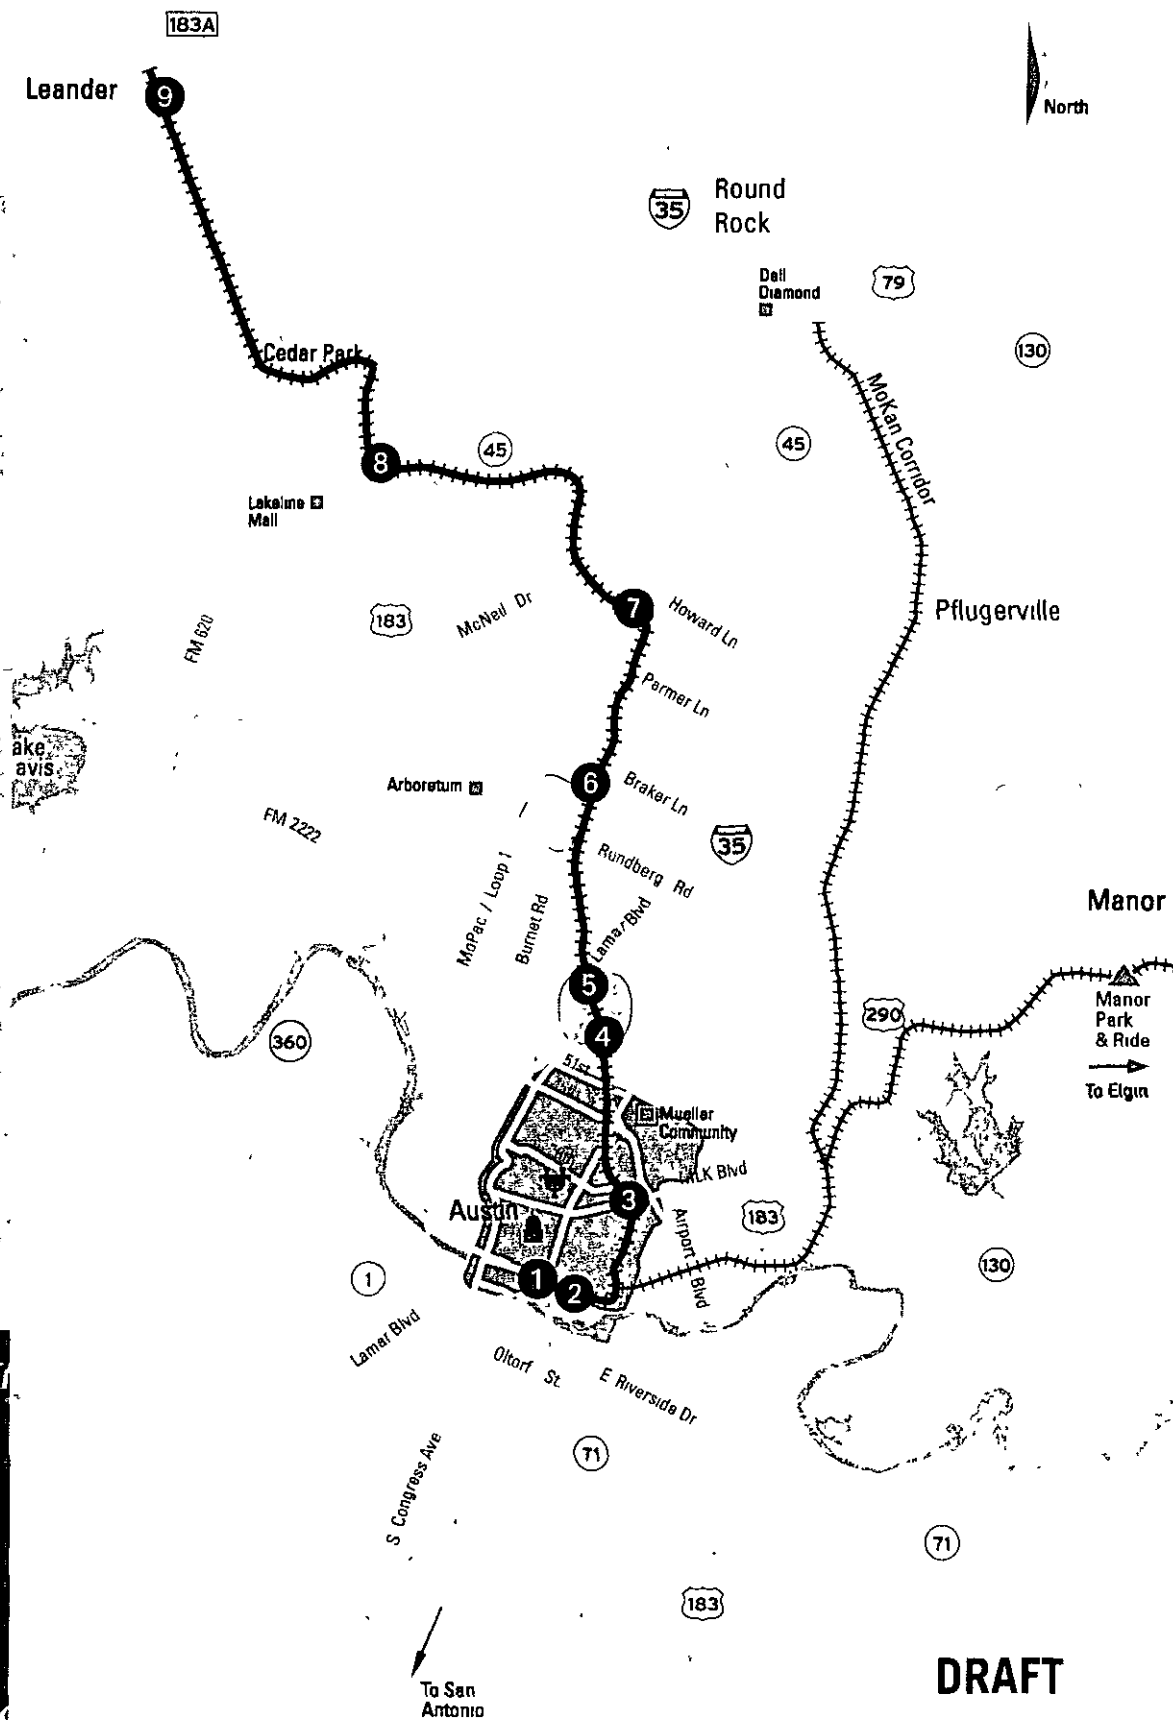 183A
Leander
9
North
35
Round
Rock
Dell
Diamond
79
130
Cedar Park
MoKan Corridor
45
45
8
Lakeline
Mall
7
Howard Ln
Pflugerville
183
McNeil Dr
FM 620
Parmer Ln
ake
avis
Arboretum
6
Braker Ln
FM 2222
35
MoPac / Loop 1
Burnet Rd
Rundberg Rd
Lamar Blvd
Manor
5
Manor
Park
& Ride
To Elgin
290
4
360
51st
Mueller
Community
MLK Blvd
3
Austin
183
Airport Blvd
130
1
1
2
Lamar Blvd
Oltorf St.
E Riverside Dr
71
S Congress Ave
71
183
To San
Antonio
DRAFT